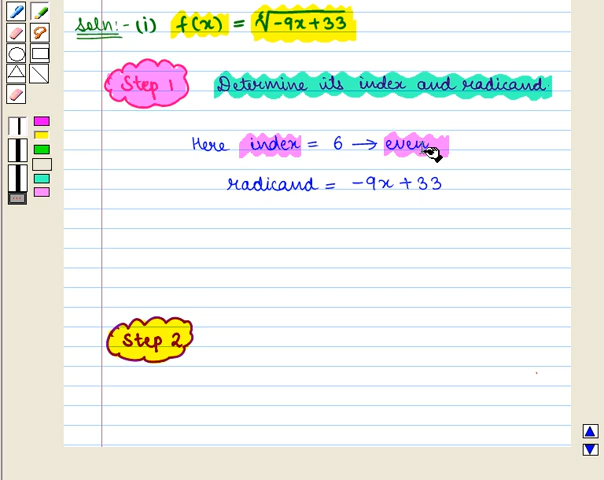 Soln:- (i) f(x) = ⁶√-9x+33
Step 1 Determine its index and radicand
Here index = 6 → even
radicand = -9x + 33
Step 2